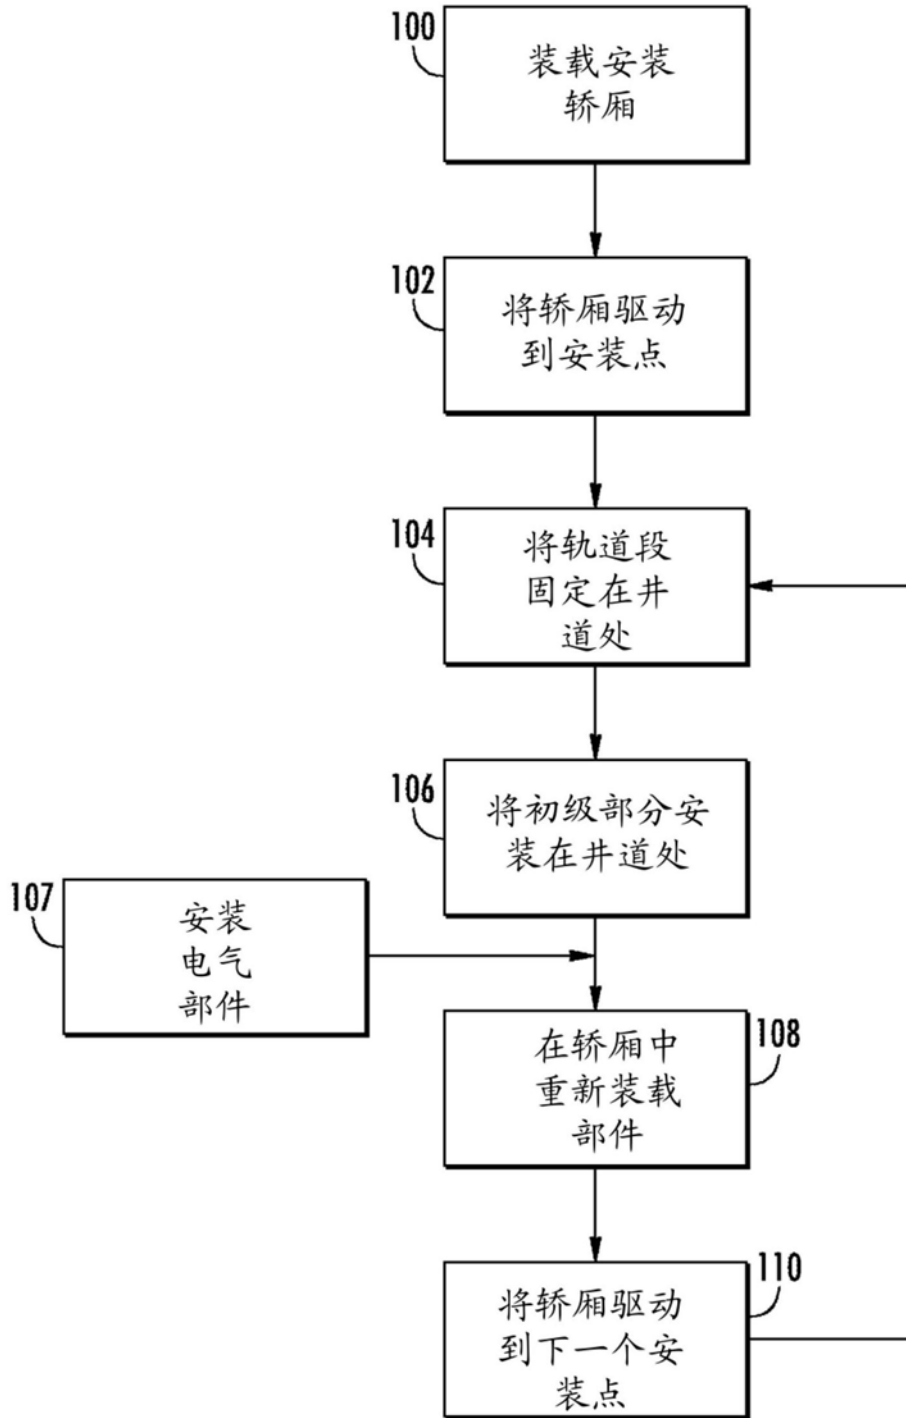 100
装载安装
轿厢
102
将轿厢驱动
到安装点
104
将轨道段
固定在井
道处
106
将初级部分安
装在井道处
107
安装
电气
部件
108
在轿厢中
重新装载
部件
110
将轿厢驱动
到下一个安
装点